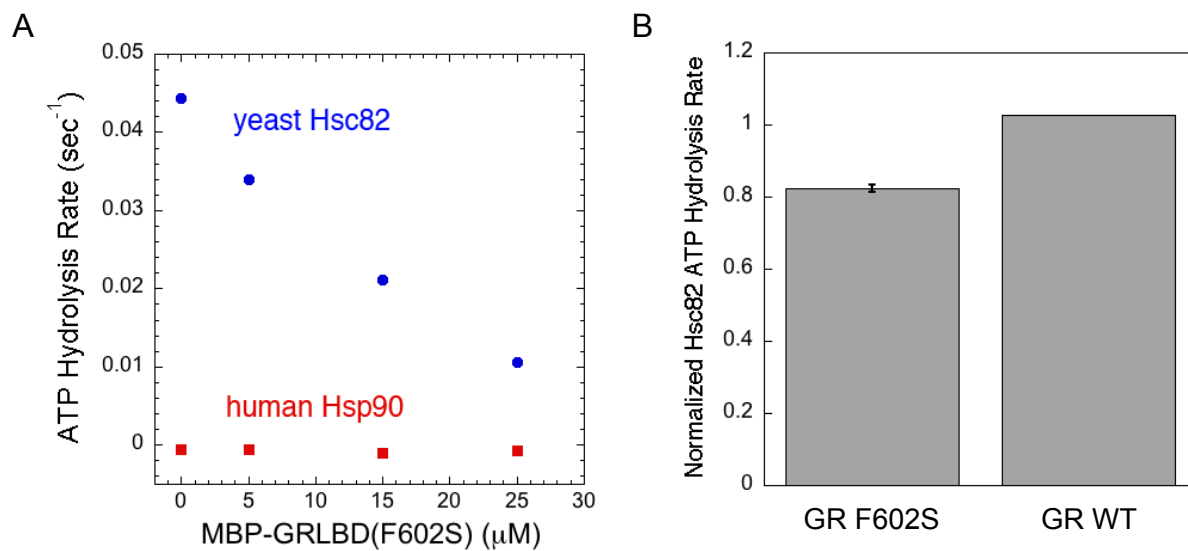 A
ATP Hydrolysis Rate (sec⁻¹)
0.05
0.04
0.03
0.02
0.01
0
yeast Hsc82
human Hsp90
0 5 10 15 20 25 30
MBP-GRLBD(F602S) (μM)
B
Normalized Hsc82 ATP Hydrolysis Rate
1.2
1
0.8
0.6
0.4
0.2
0
GR F602S GR WT